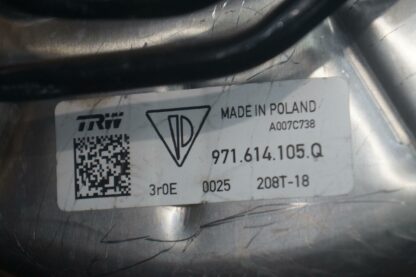 TRW
MADE IN POLAND
A007C738
971.614.105.Q
3r0E 0025 208T-18